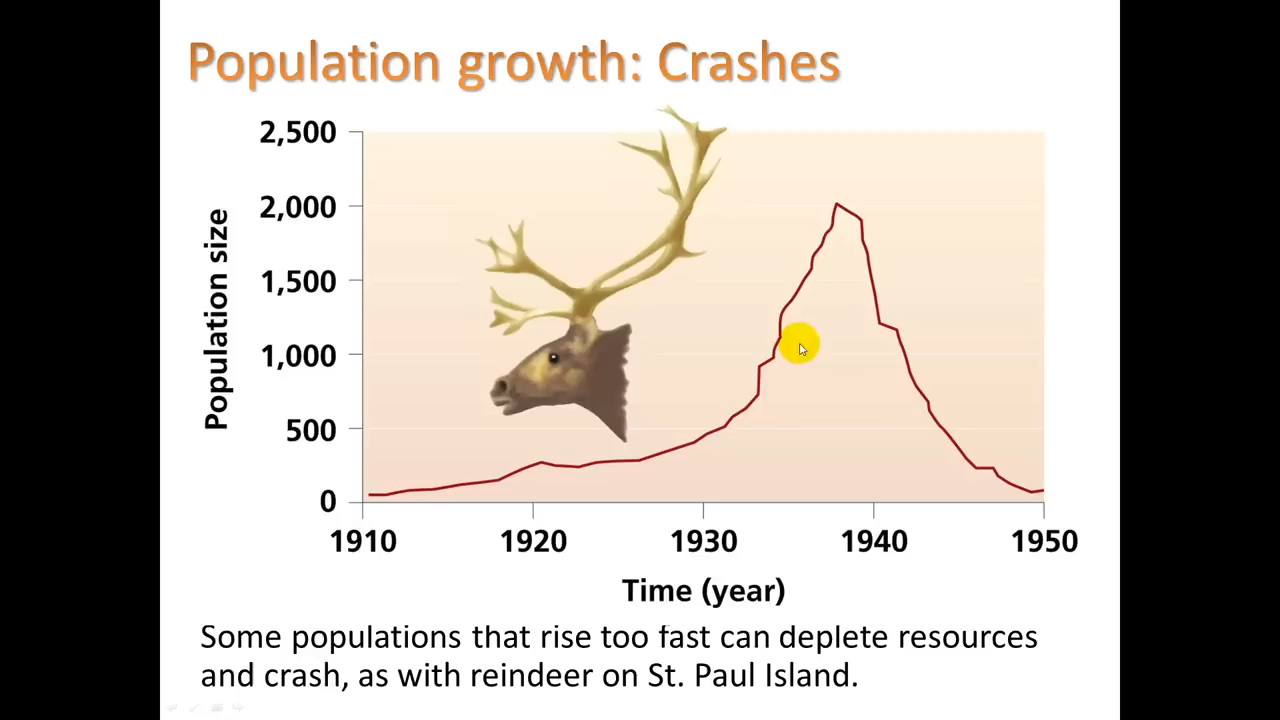 Population growth: Crashes
2,500
2,000
1,500
1,000
500
0
Population size
1910 1920 1930 1940 1950
Time (year)
Some populations that rise too fast can deplete resources
and crash, as with reindeer on St. Paul Island.